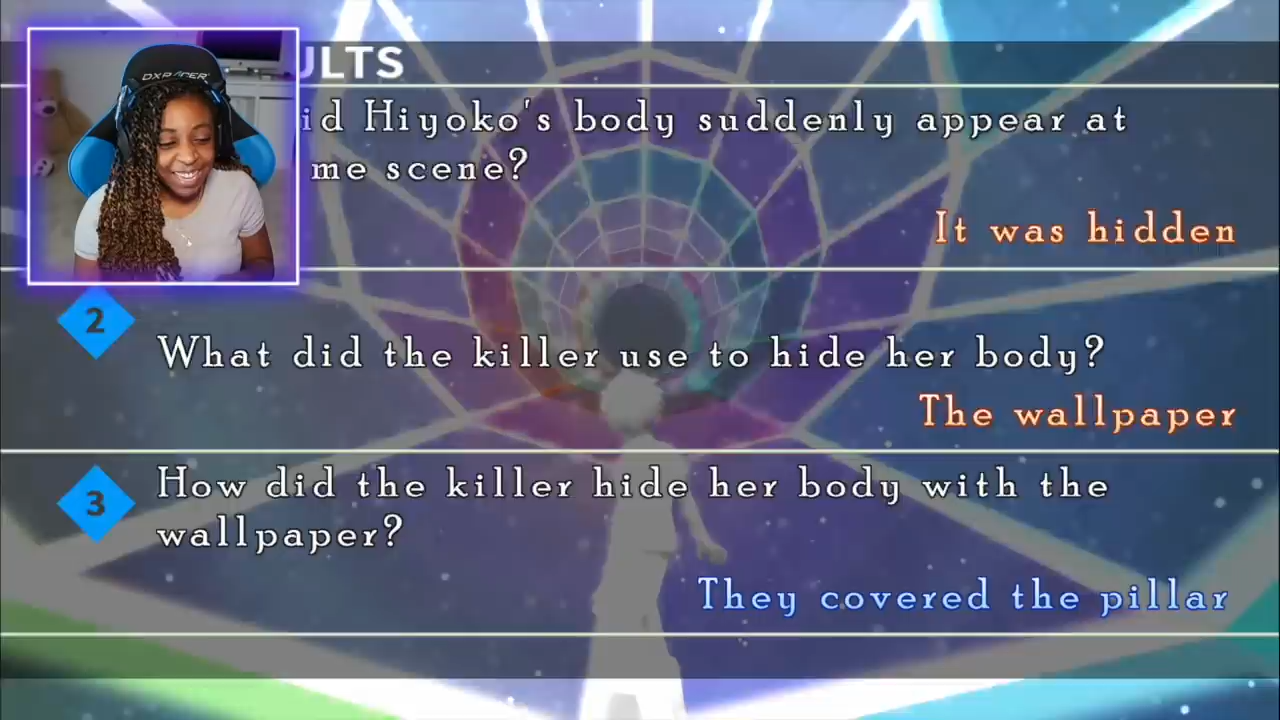 ULTS
id Hiyoko's body suddenly appear at
me scene?
It was hidden
2
What did the killer use to hide her body?
The wallpaper
3
How did the killer hide her body with the
wallpaper?
They covered the pillar
DXRACER